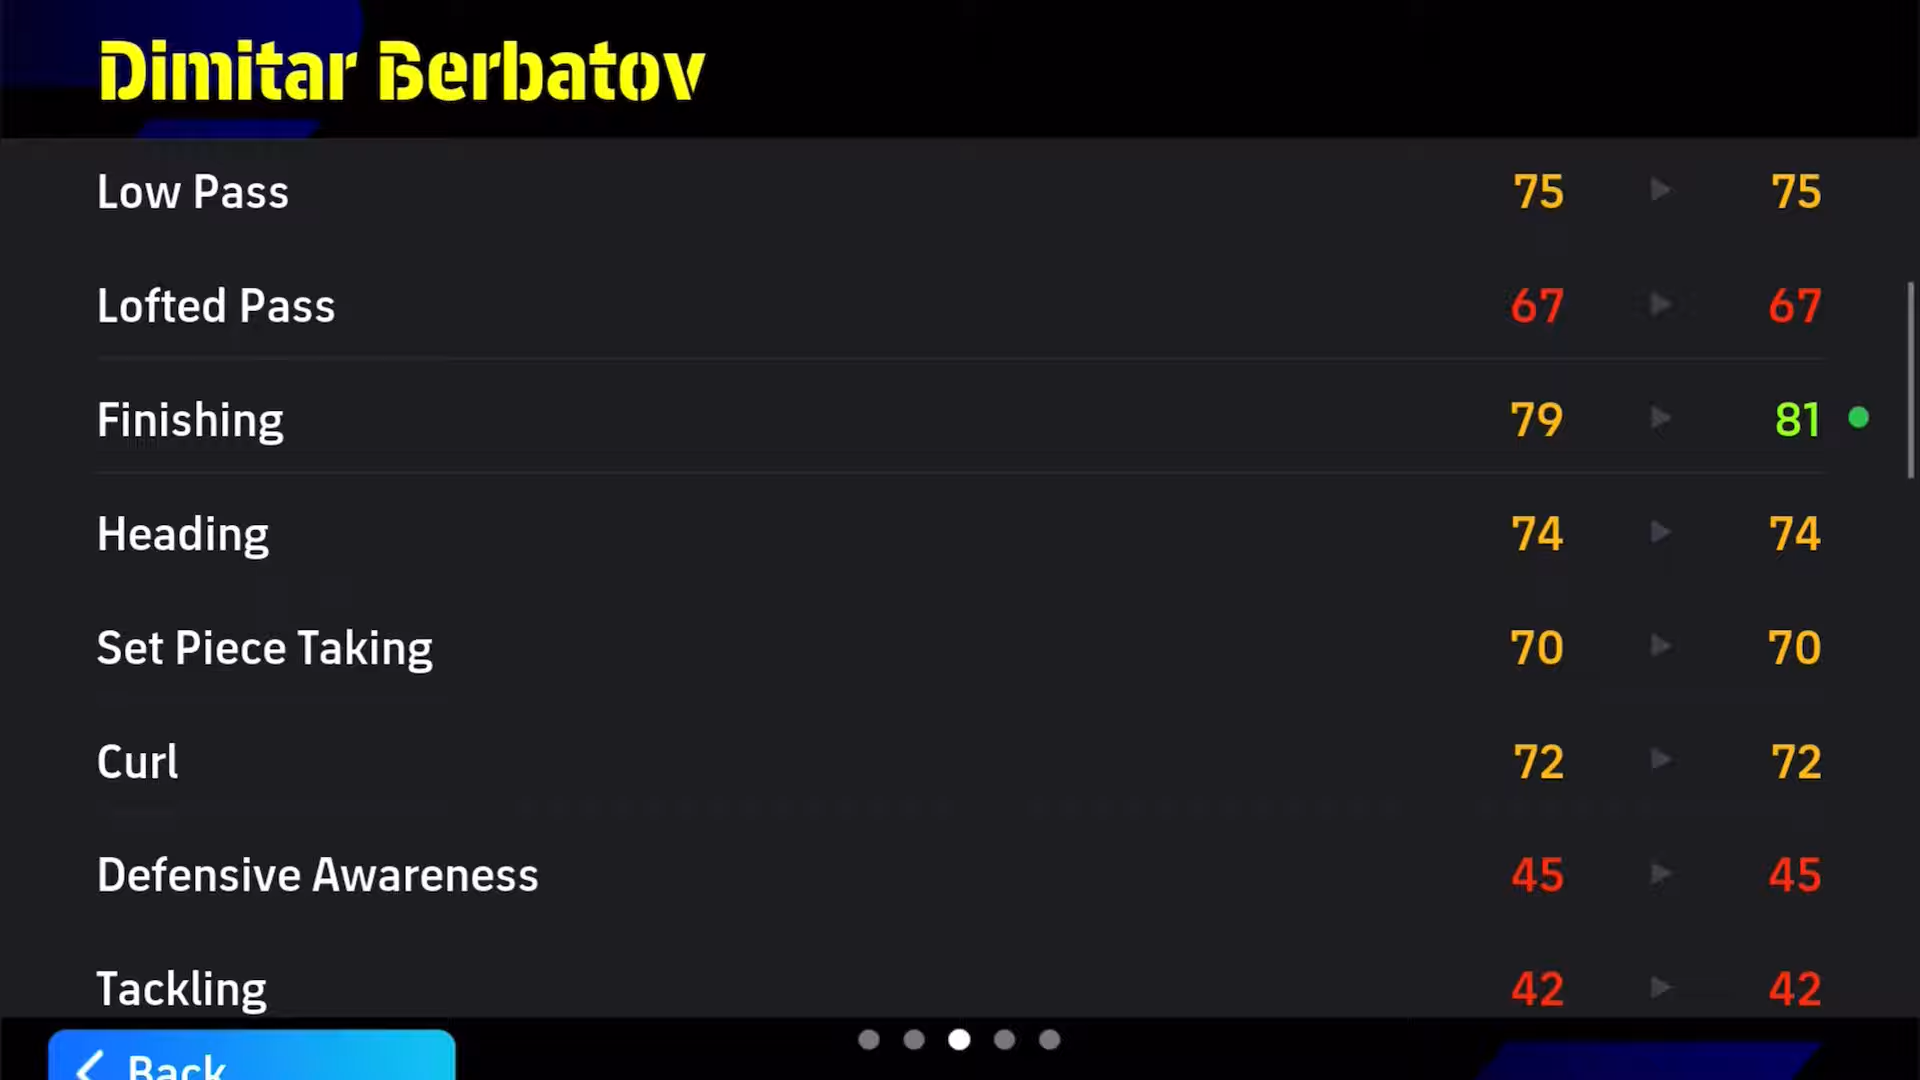 Dimitar Berbatov
Low Pass 75 75
Lofted Pass 67 67
Finishing 79 81
Heading 74 74
Set Piece Taking 70 70
Curl 72 72
Defensive Awareness 45 45
Tackling 42 42
Back